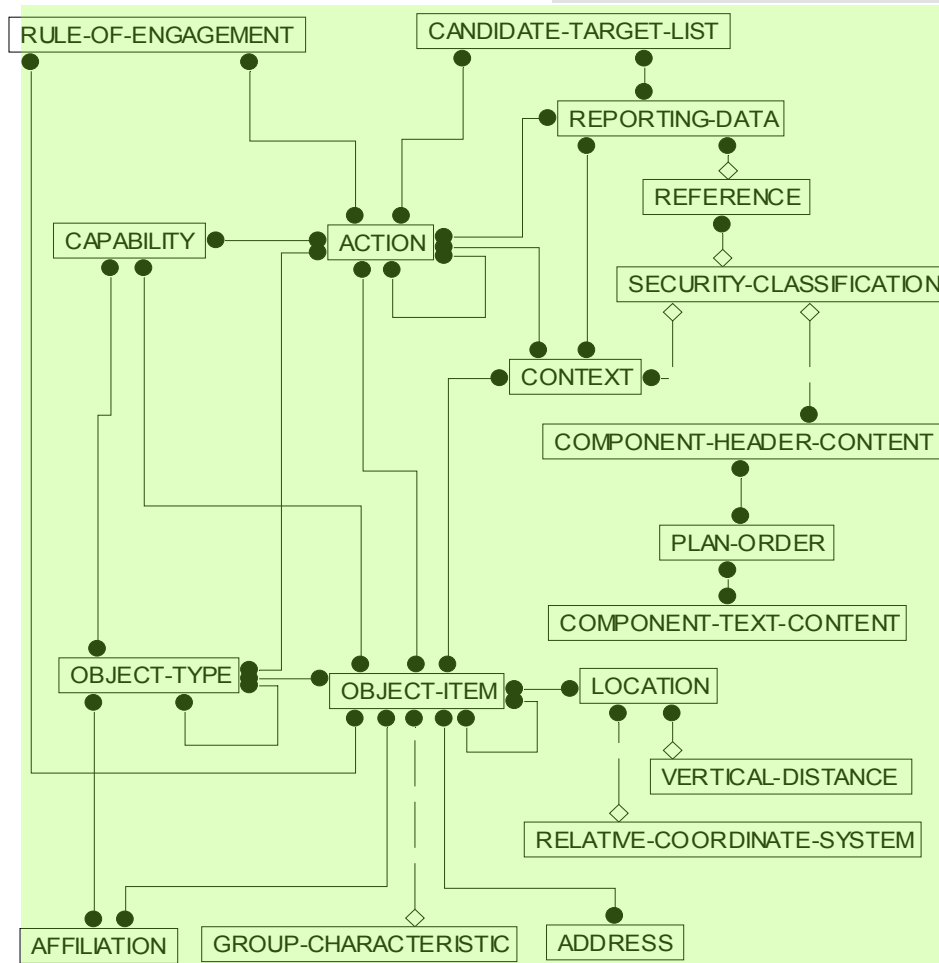 RULE-OF-ENGAGEMENT
CANDIDATE-TARGET-LIST
REPORTING-DATA
REFERENCE
CAPABILITY
ACTION
SECURITY-CLASSIFICATION
CONTEXT
COMPONENT-HEADER-CONTENT
PLAN-ORDER
COMPONENT-TEXT-CONTENT
OBJECT-TYPE
OBJECT-ITEM
LOCATION
VERTICAL-DISTANCE
RELATIVE-COORDINATE-SYSTEM
AFFILIATION
GROUP-CHARACTERISTIC
ADDRESS